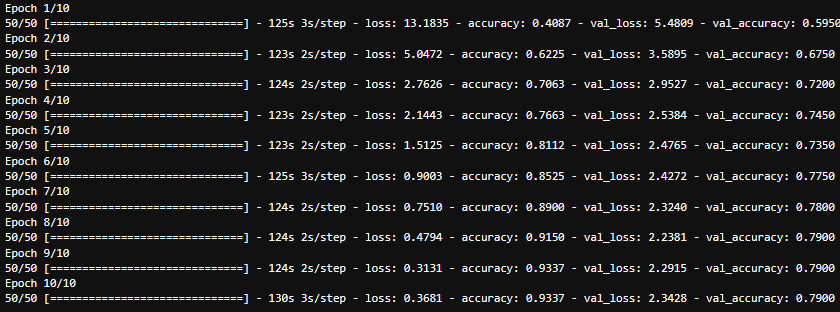 Epoch 1/10
50/50 [==============================] - 125s 3s/step - loss: 13.1835 - accuracy: 0.4087 - val_loss: 5.4809 - val_accuracy: 0.5950
Epoch 2/10
50/50 [==============================] - 123s 2s/step - loss: 5.0472 - accuracy: 0.6225 - val_loss: 3.5895 - val_accuracy: 0.6750
Epoch 3/10
50/50 [==============================] - 124s 2s/step - loss: 2.7626 - accuracy: 0.7063 - val_loss: 2.9527 - val_accuracy: 0.7200
Epoch 4/10
50/50 [==============================] - 123s 2s/step - loss: 2.1443 - accuracy: 0.7663 - val_loss: 2.5384 - val_accuracy: 0.7450
Epoch 5/10
50/50 [==============================] - 123s 2s/step - loss: 1.5125 - accuracy: 0.8112 - val_loss: 2.4765 - val_accuracy: 0.7350
Epoch 6/10
50/50 [==============================] - 125s 3s/step - loss: 0.9003 - accuracy: 0.8525 - val_loss: 2.4272 - val_accuracy: 0.7750
Epoch 7/10
50/50 [==============================] - 124s 2s/step - loss: 0.7510 - accuracy: 0.8900 - val_loss: 2.3240 - val_accuracy: 0.7800
Epoch 8/10
50/50 [==============================] - 124s 2s/step - loss: 0.4794 - accuracy: 0.9150 - val_loss: 2.2381 - val_accuracy: 0.7900
Epoch 9/10
50/50 [==============================] - 124s 2s/step - loss: 0.3131 - accuracy: 0.9337 - val_loss: 2.2915 - val_accuracy: 0.7900
Epoch 10/10
50/50 [==============================] - 130s 3s/step - loss: 0.3681 - accuracy: 0.9337 - val_loss: 2.3428 - val_accuracy: 0.7900